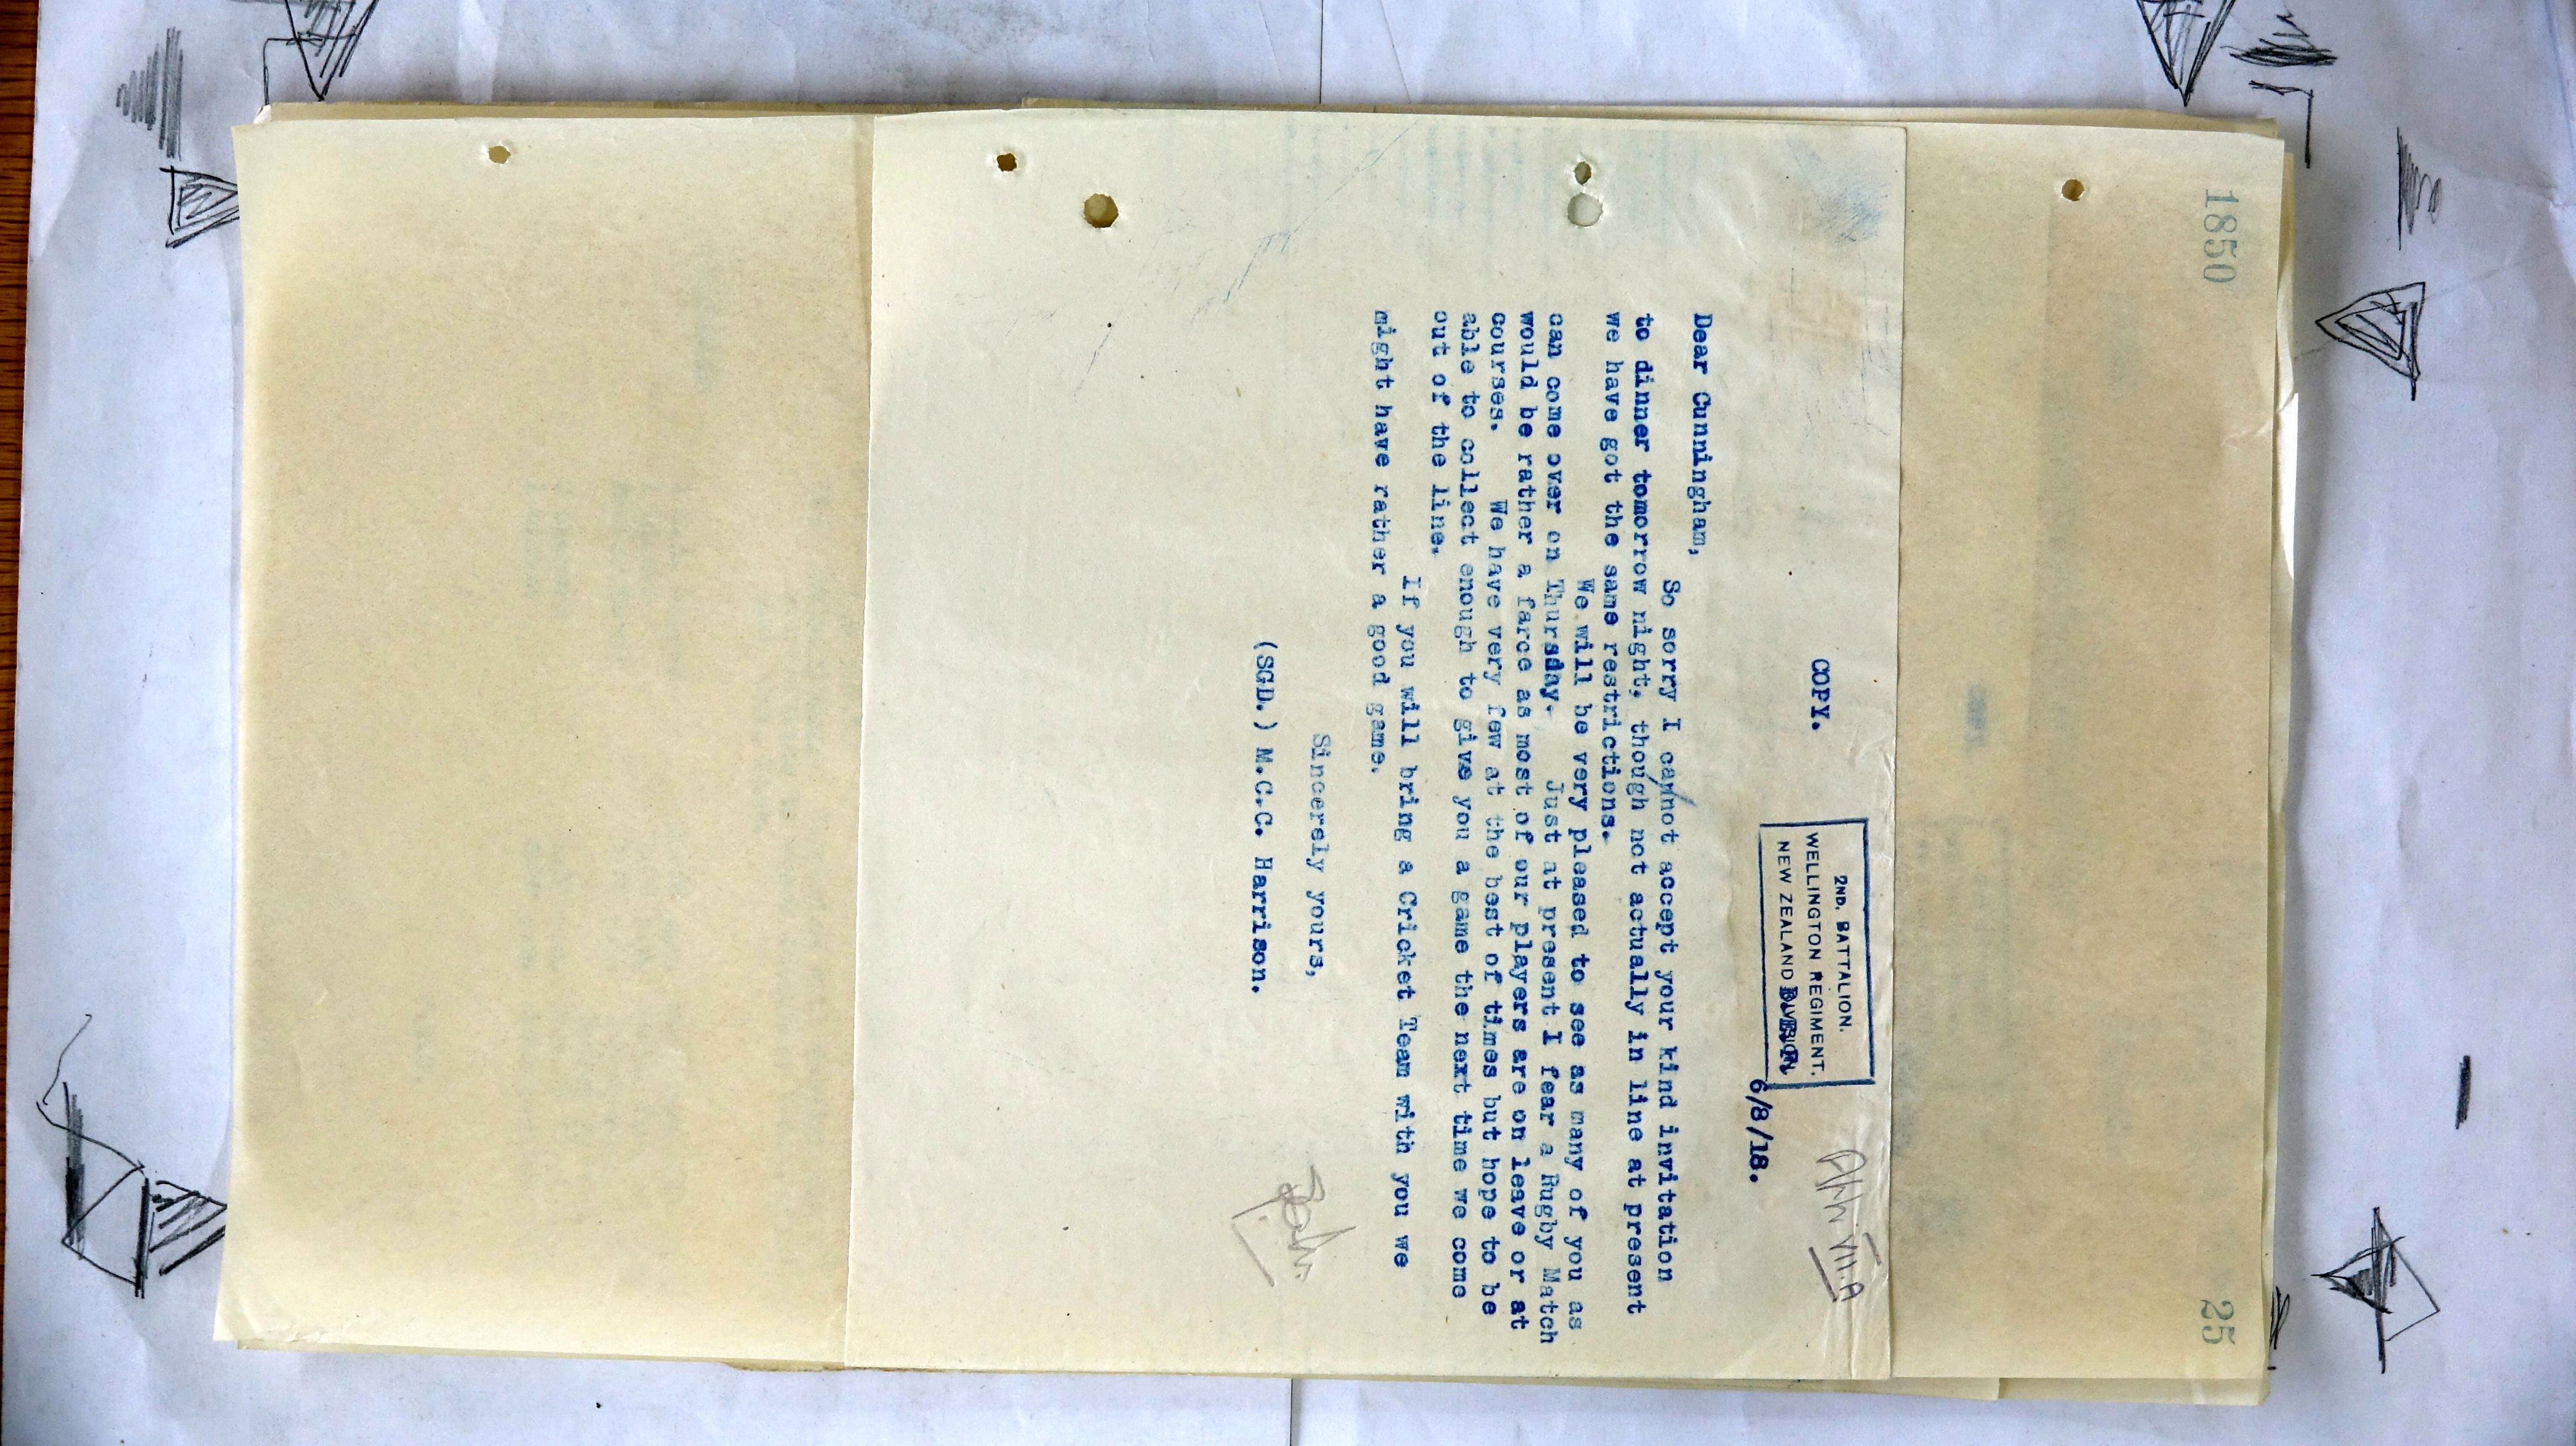 1850
25
COPY.
2ND. BATTALION.
WELLINGTON REGIMENT.
NEW ZEALAND
6/8/18.
Dear Cunningham,
So sorry I cannot accept your kind invitation
to dinner tomorrow night, though not actually in line at present
we have got the same restrictions.
We will be very pleased to see as many of you as
can come over on Thursday. Just at present I fear a Rugby Match
would be rather a farce as most of our players are on leave or at
courses. We have very few at the best of times but hope to be
able to collect enough to give you a game the next time we come
out of the line.
If you will bring a Cricket Team with you we
might have rather a good game.
Sincerely yours,
(SGD.) M.C.C. Harrison.